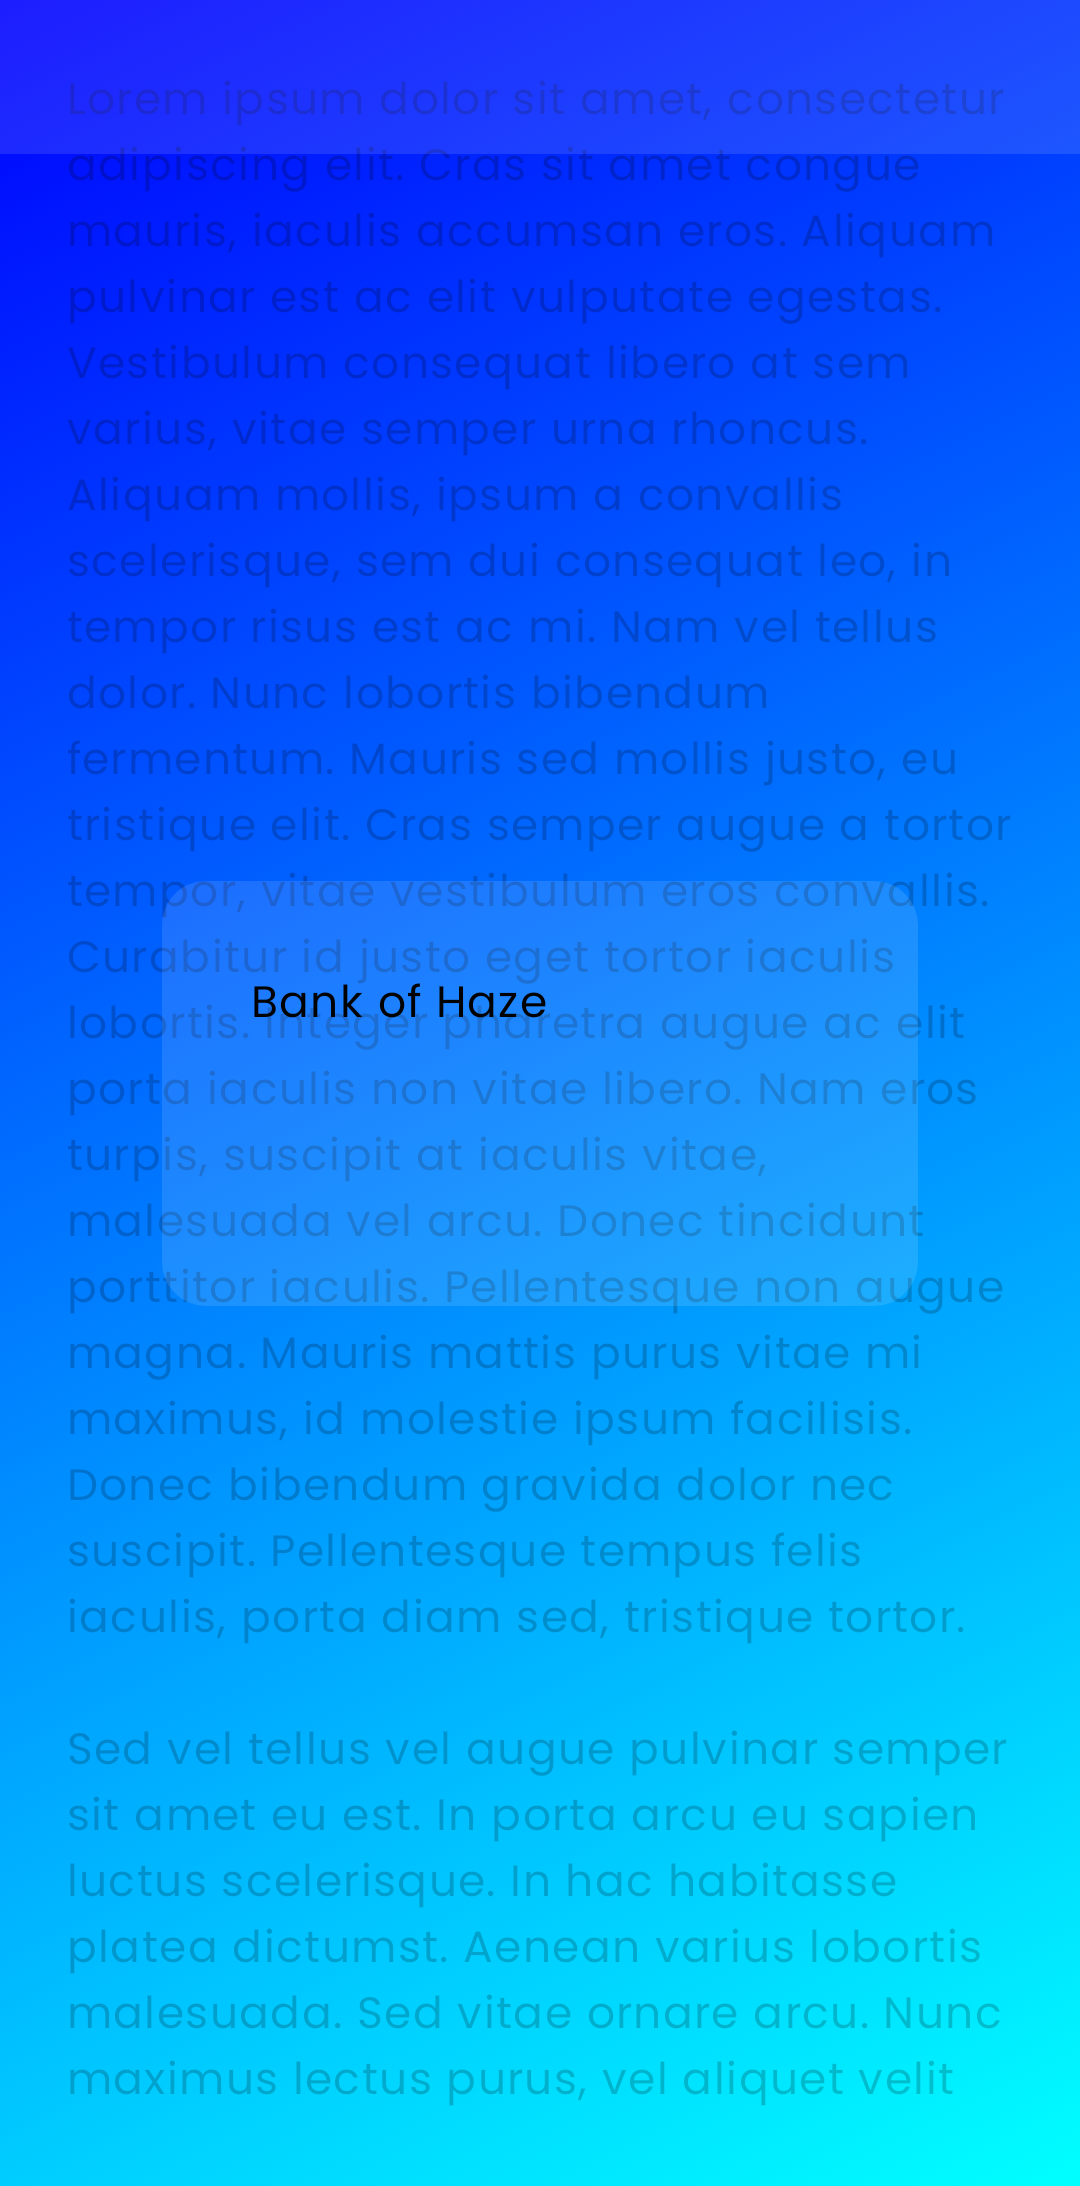 Lorem ipsum dolor sit amet, consectetur
adipiscing elit. Cras sit amet congue
mauris, iaculis accumsan eros. Aliquam
pulvinar est ac elit vulputate egestas.
Vestibulum consequat libero at sem
varius, vitae semper urna rhoncus.
Aliquam mollis, ipsum a convallis
scelerisque, sem dui consequat leo, in
tempor risus est ac mi. Nam vel tellus
dolor. Nunc lobortis bibendum
fermentum. Mauris sed mollis justo, eu
tristique elit. Cras semper augue a tortor
tempor, vitae vestibulum eros convallis.
Curabitur id justo eget tortor iaculis
Bank of Haze
lobortis. Integer pharetra augue ac elit
porta iaculis non vitae libero. Nam eros
turpis, suscipit at iaculis vitae,
malesuada vel arcu. Donec tincidunt
porttitor iaculis. Pellentesque non augue
magna. Mauris mattis purus vitae mi
maximus, id molestie ipsum facilisis.
Donec bibendum gravida dolor nec
suscipit. Pellentesque tempus felis
iaculis, porta diam sed, tristique tortor.
Sed vel tellus vel augue pulvinar semper
sit amet eu est. In porta arcu eu sapien
luctus scelerisque. In hac habitasse
platea dictumst. Aenean varius lobortis
malesuada. Sed vitae ornare arcu. Nunc
maximus lectus purus, vel aliquet velit